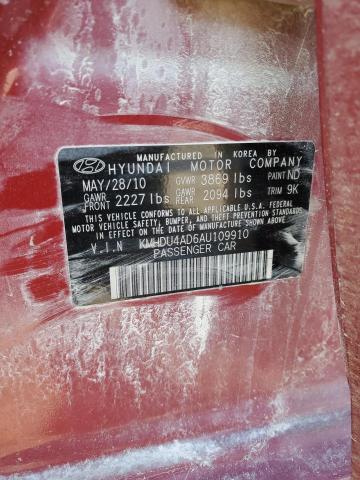 MANUFACTURED IN KOREA BY
HYUNDAI MOTOR COMPANY
MAY/28/10 GVWR 3869 lbs PAINT ND
GAWR FRONT 2227 lbs GAWR REAR 2094 lbs TRIM 9K
THIS VEHICLE CONFORMS TO ALL APPLICABLE U.S.A. FEDERAL
MOTOR VEHICLE SAFETY, BUMPER, AND THEFT PREVENTION STANDARDS
IN EFFECT ON THE DATE OF MANUFACTURE SHOWN ABOVE.
V.I.N KMHDU4AD6AU109910
PASSENGER CAR